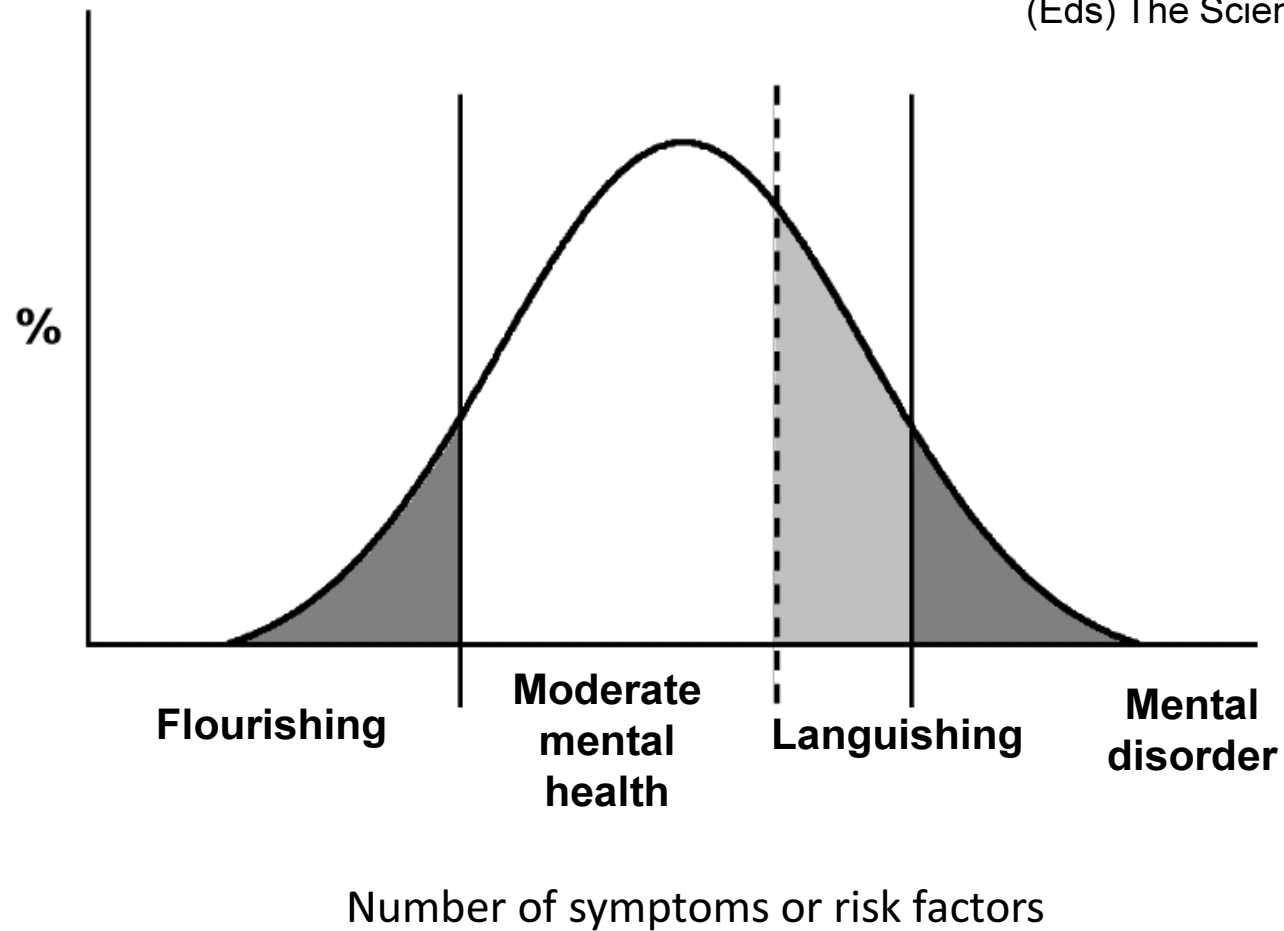 (Eds) The Scien
%
Flourishing
Moderate
mental
health
Languishing
Mental
disorder
Number of symptoms or risk factors